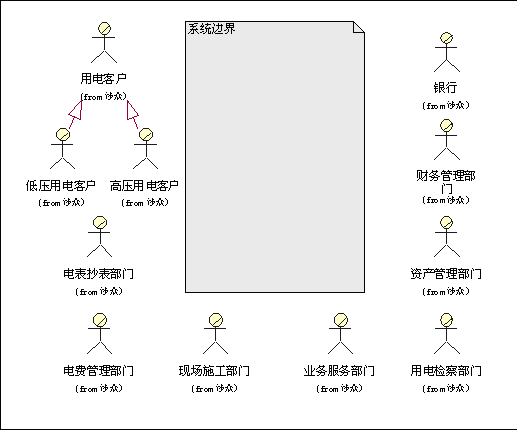 系统边界
用电客户
(from 涉众)
银行
(from 涉众)
低压用电客户
(from 涉众)
高压用电客户
(from 涉众)
财务管理部
门
(from 涉众)
电表抄表部门
(from 涉众)
资产管理部门
(from 涉众)
电费管理部门
(from 涉众)
现场施工部门
(from 涉众)
业务服务部门
(from 涉众)
用电检察部门
(from 涉众)